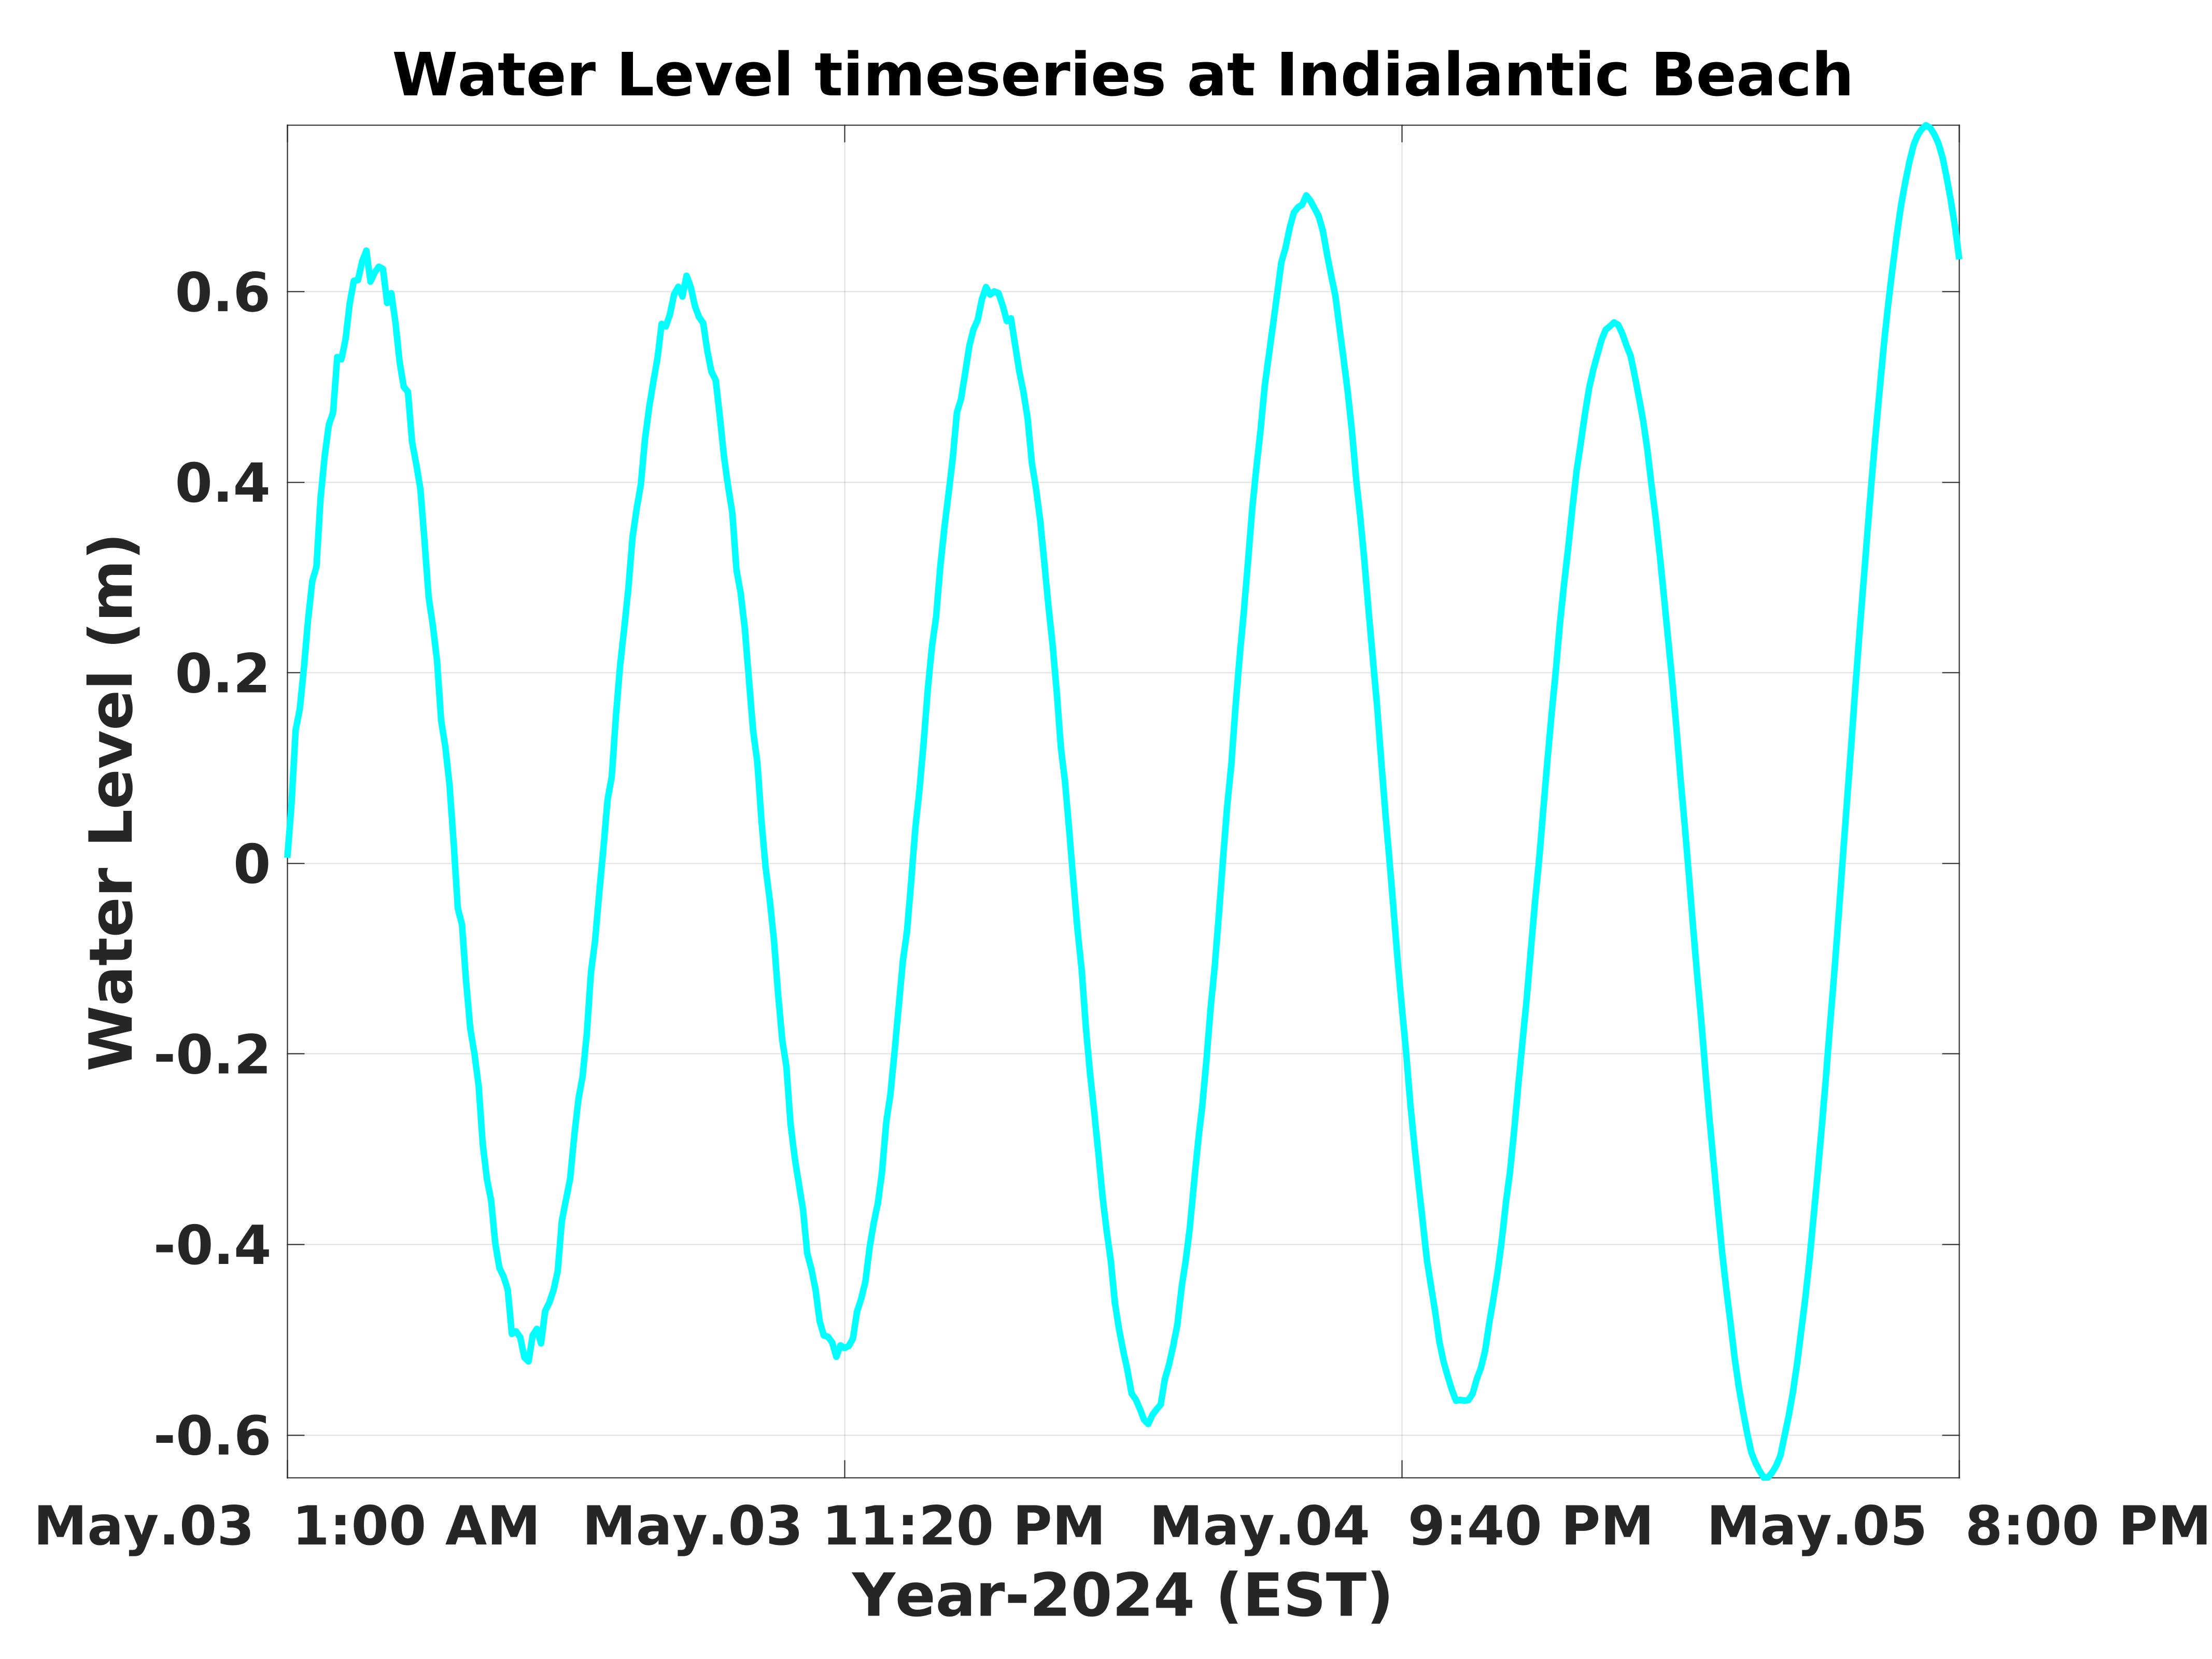 Water Level timeseries at Indialantic Beach
Water Level (m)
0.6
0.4
0.2
0
-0.2
-0.4
-0.6
May.03 1:00 AM May.03 11:20 PM May.04 9:40 PM May.05 8:00 PM
Year-2024 (EST)